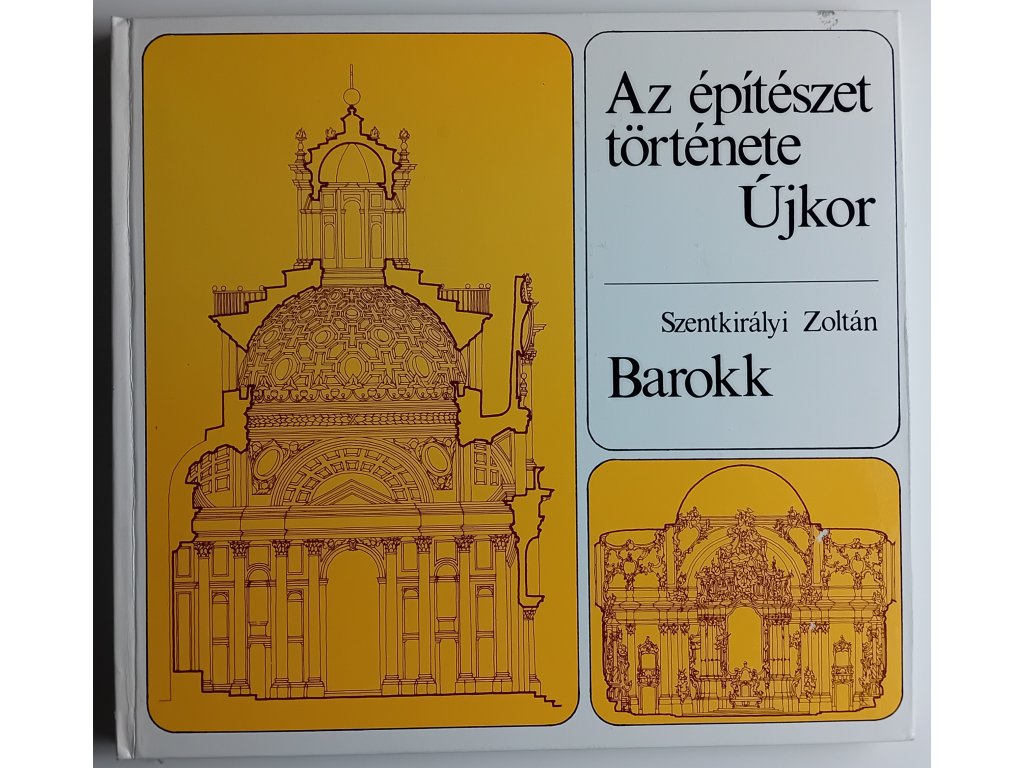 Az építészet
története
Újkor
Szentkirályi Zoltán
Barokk